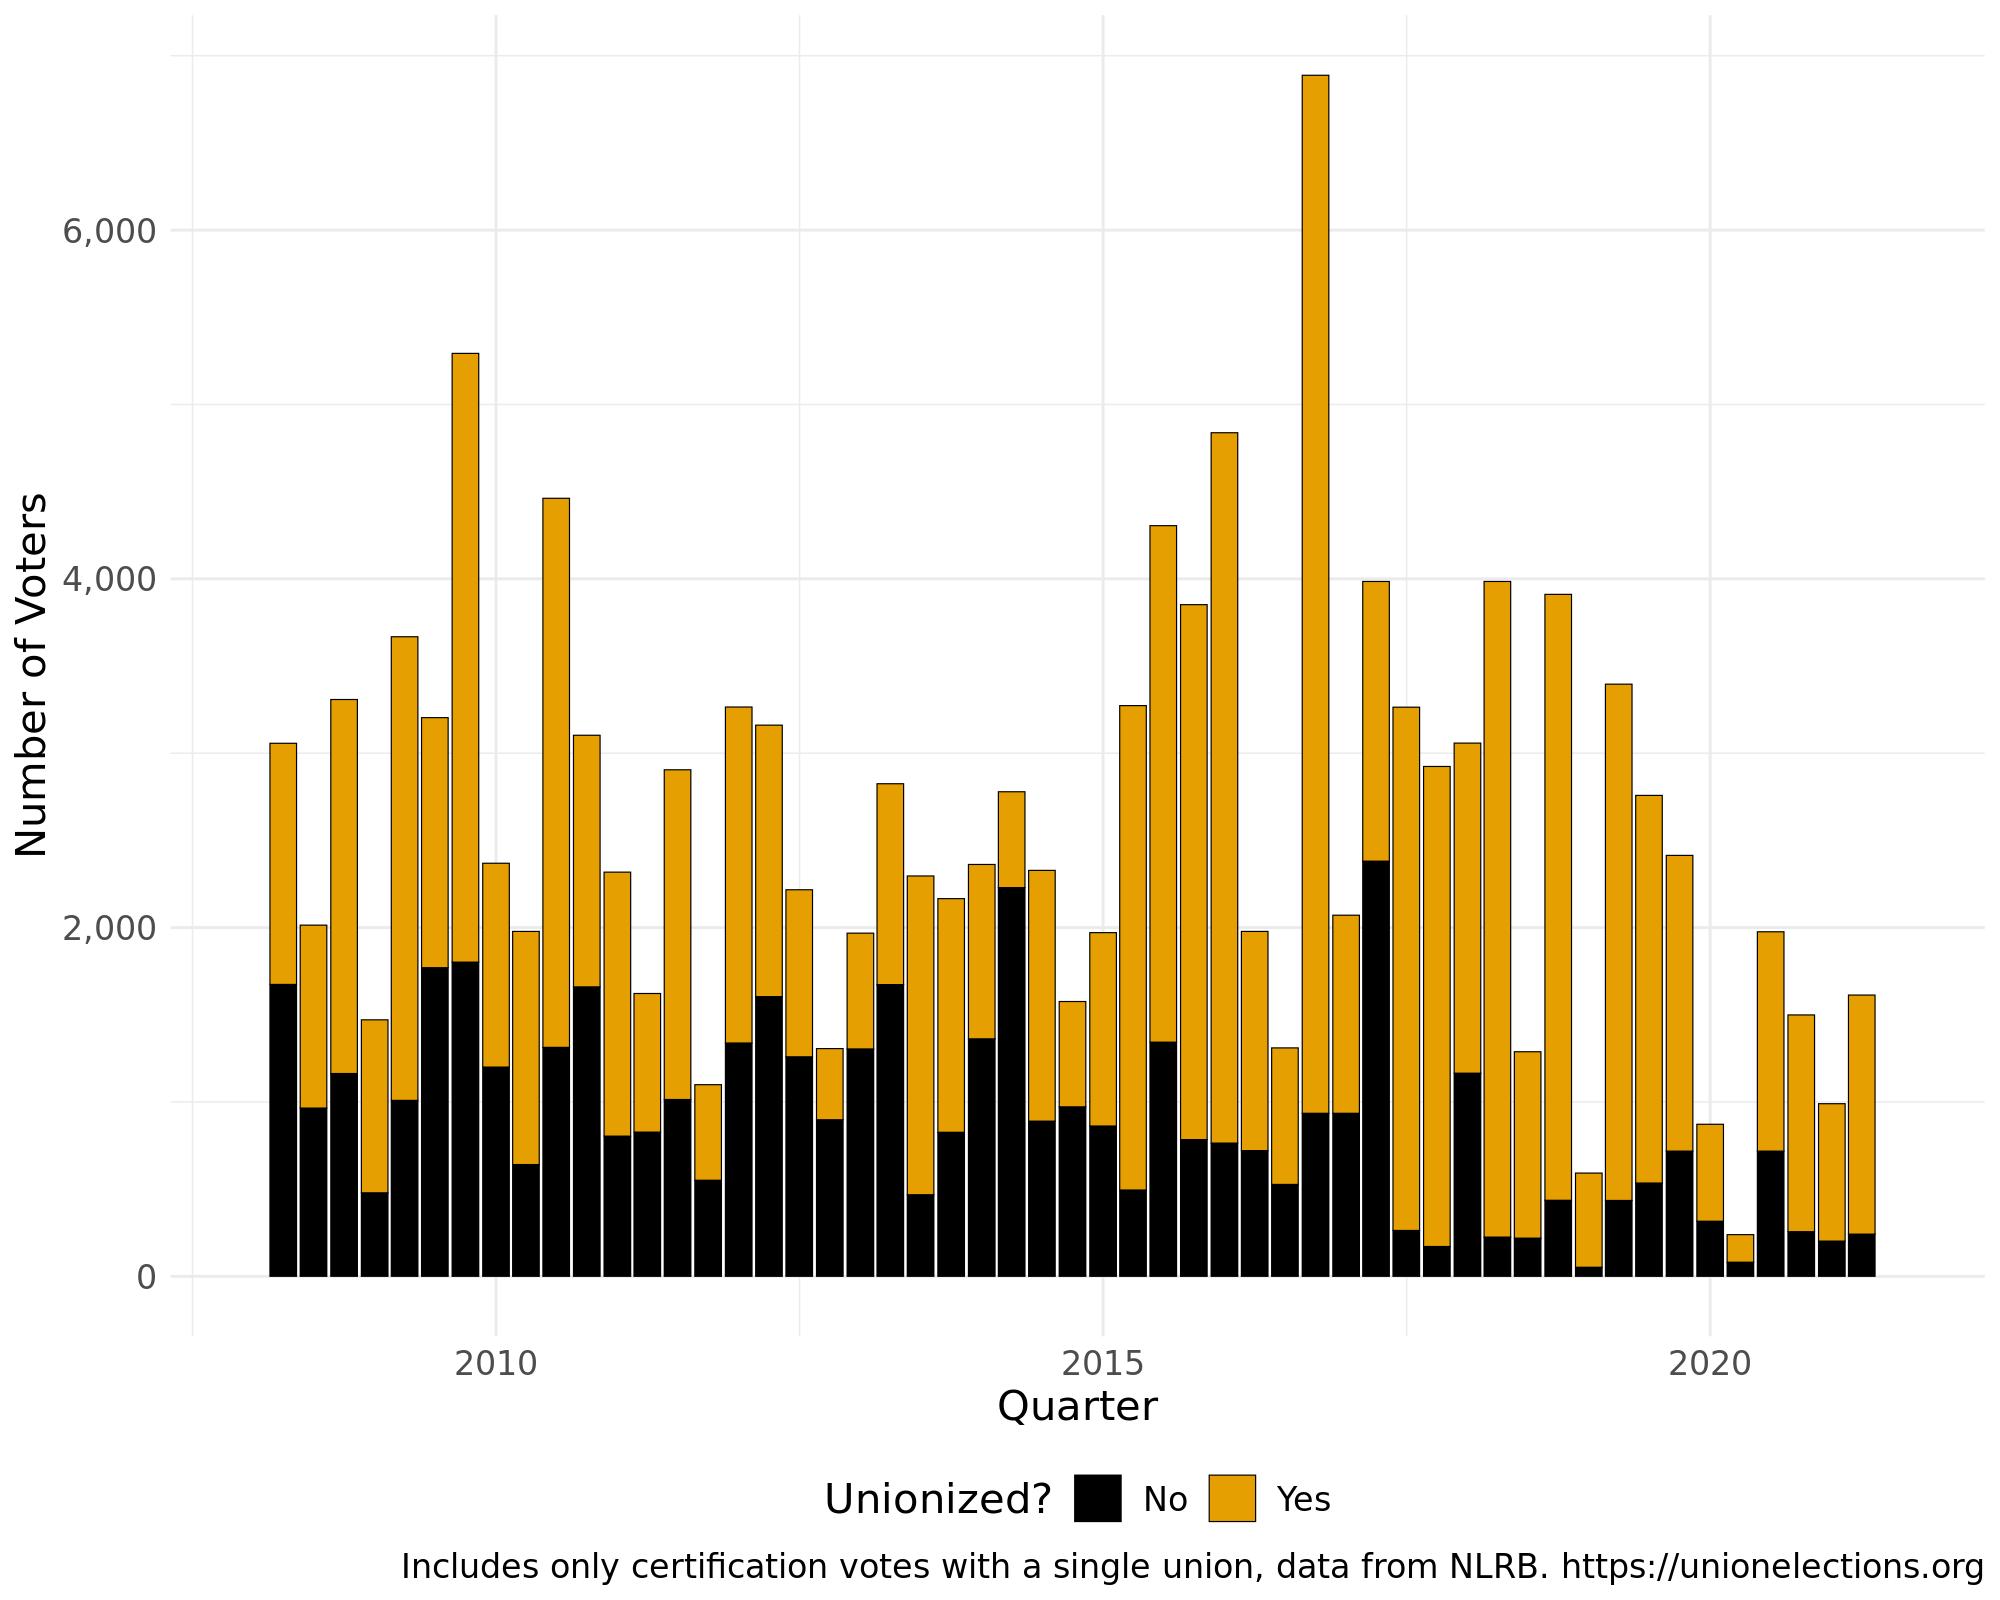 Number of Voters
6,000
4,000
2,000
0
2010 2015 2020
Quarter
Unionized? No Yes
Includes only certification votes with a single union, data from NLRB. https://unionelections.org